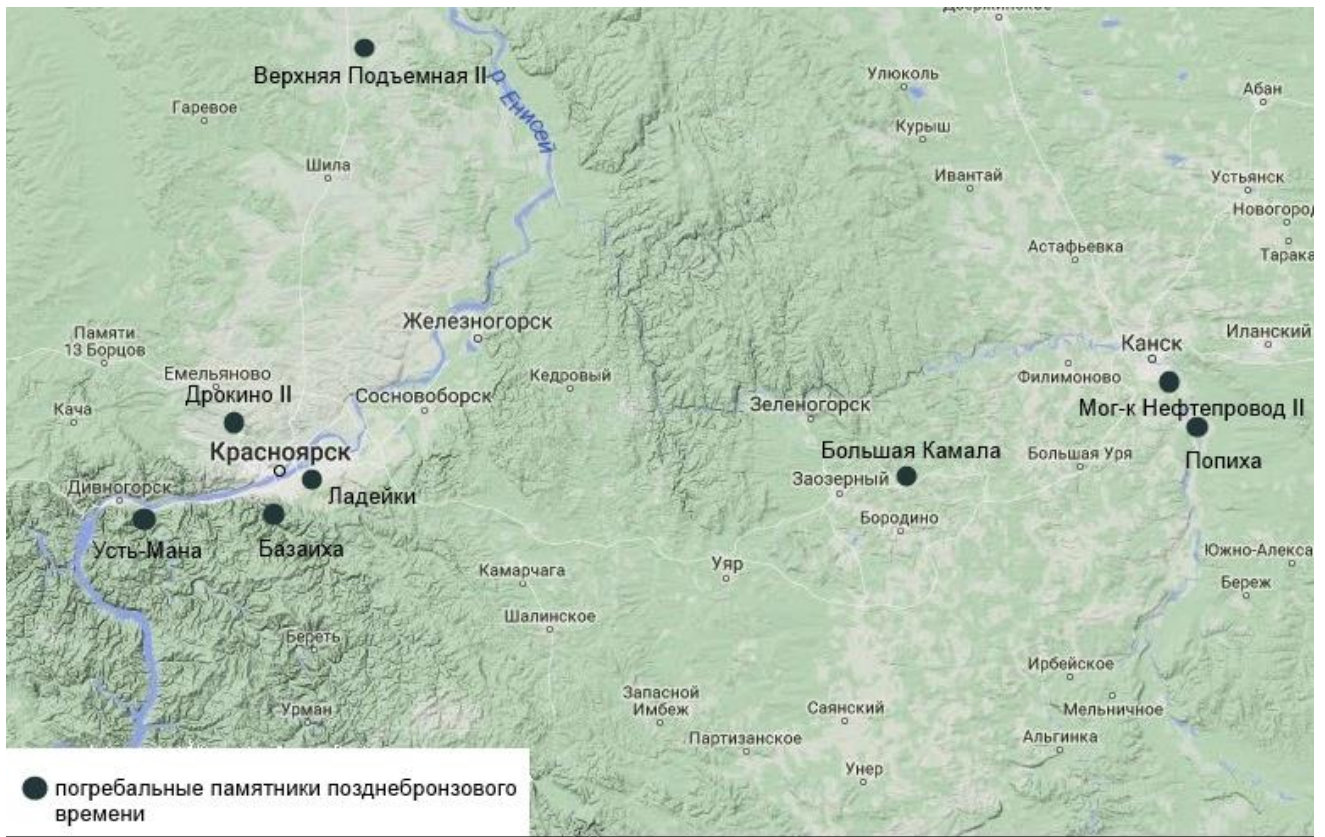 Дзержинское
Верхняя Подъемная II
р. Енисей
Улюколь
Абан
Гаревое
Курыш
Шила
Ивантай
Устьянск
Новогород
Астафьевка
Тарака
Железногорск
Памяти
13 Борцов
Канск
Иланский
Емельяново
Кедровый
Филимоново
Дрокино II
Сосновоборск
Кача
Зеленогорск
Мог-к Нефтепровод II
Красноярск
Большая Камала
Большая Уря
Попиха
Заозерный
Дивногорск
Ладейки
Бородино
Усть-Мана
Базаиха
Южно-Алекса
Уяр
Камарчага
Береж
Шалинское
Береть
Ирбейское
Запасной
Имбеж
Саянский
Мельничное
Урман
Партизанское
Альгинка
Унер
погребальные памятники позднебронзового
времени